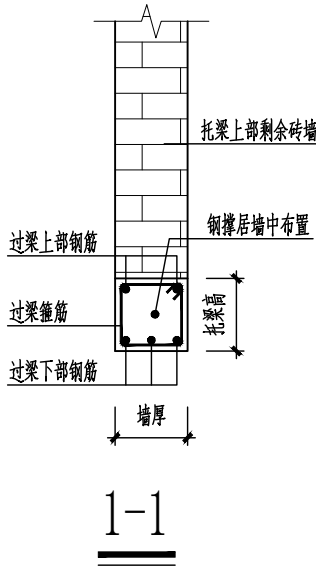 托梁上部剩余砖墙
钢撑居墙中布置
过梁上部钢筋
托梁高
过梁箍筋
过梁下部钢筋
墙厚
1-1